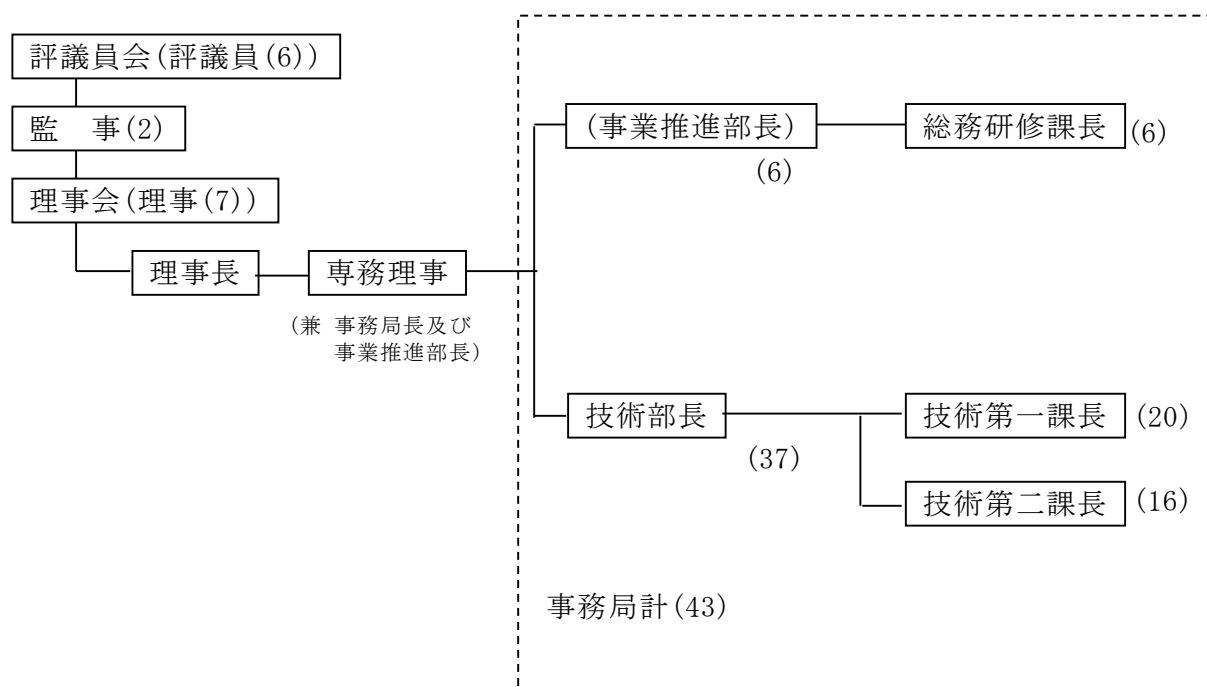 評議員会(評議員(6))
監　事(2)
理事会(理事(7))
理事長
専務理事
(兼 事務局長及び
事業推進部長)
(事業推進部長)
(6)
総務研修課長
(6)
技術部長
(37)
技術第一課長
(20)
技術第二課長
(16)
事務局計(43)